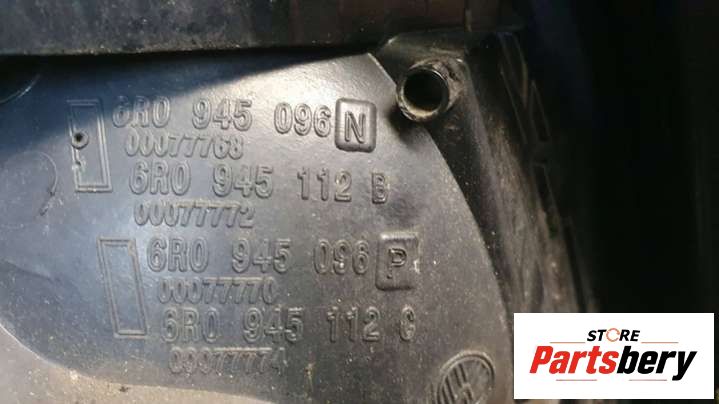 6R0 945 096 N
00077768
6R0 945 112 B
00077772
6R0 945 096 P
00077770
6R0 945 112 C
00077774
STORE
Partsbery